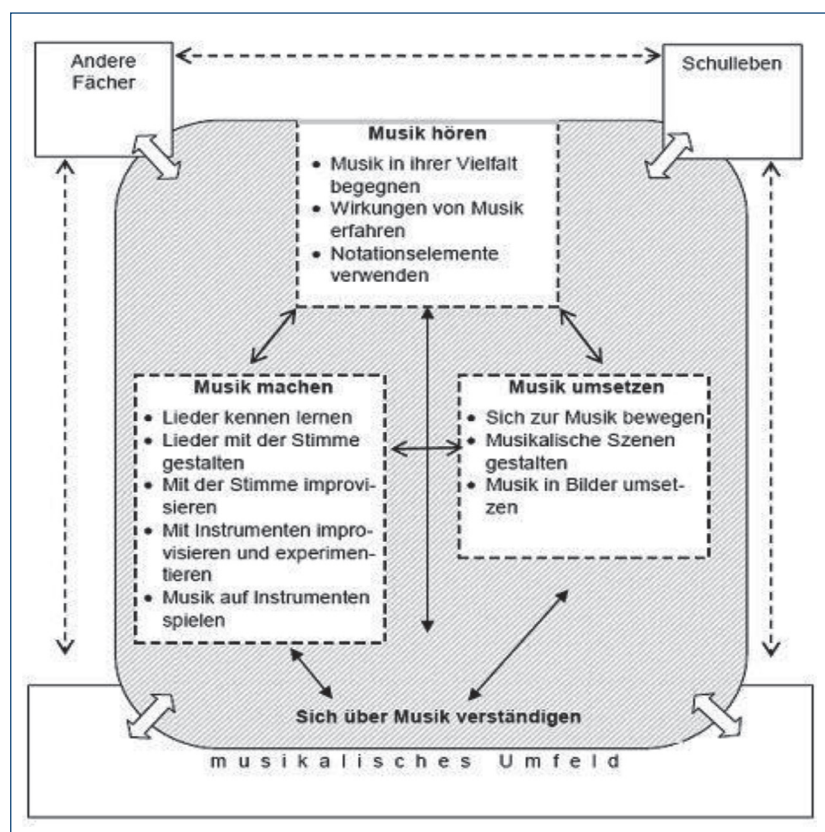 Andere
Fächer
Schulleben
Musik hören
• Musik in ihrer Vielfalt
begegnen
• Wirkungen von Musik
erfahren
• Notationselemente
verwenden
Musik machen
• Lieder kennen lernen
• Lieder mit der Stimme
gestalten
• Mit der Stimme improvi-
sieren
• Mit Instrumenten impro-
visieren und experimen-
tieren
• Musik auf Instrumenten
spielen
Musik umsetzen
• Sich zur Musik bewegen
• Musikalische Szenen
gestalten
• Musik in Bilder umset-
zen
Sich über Musik verständigen
musikalisches Umfeld